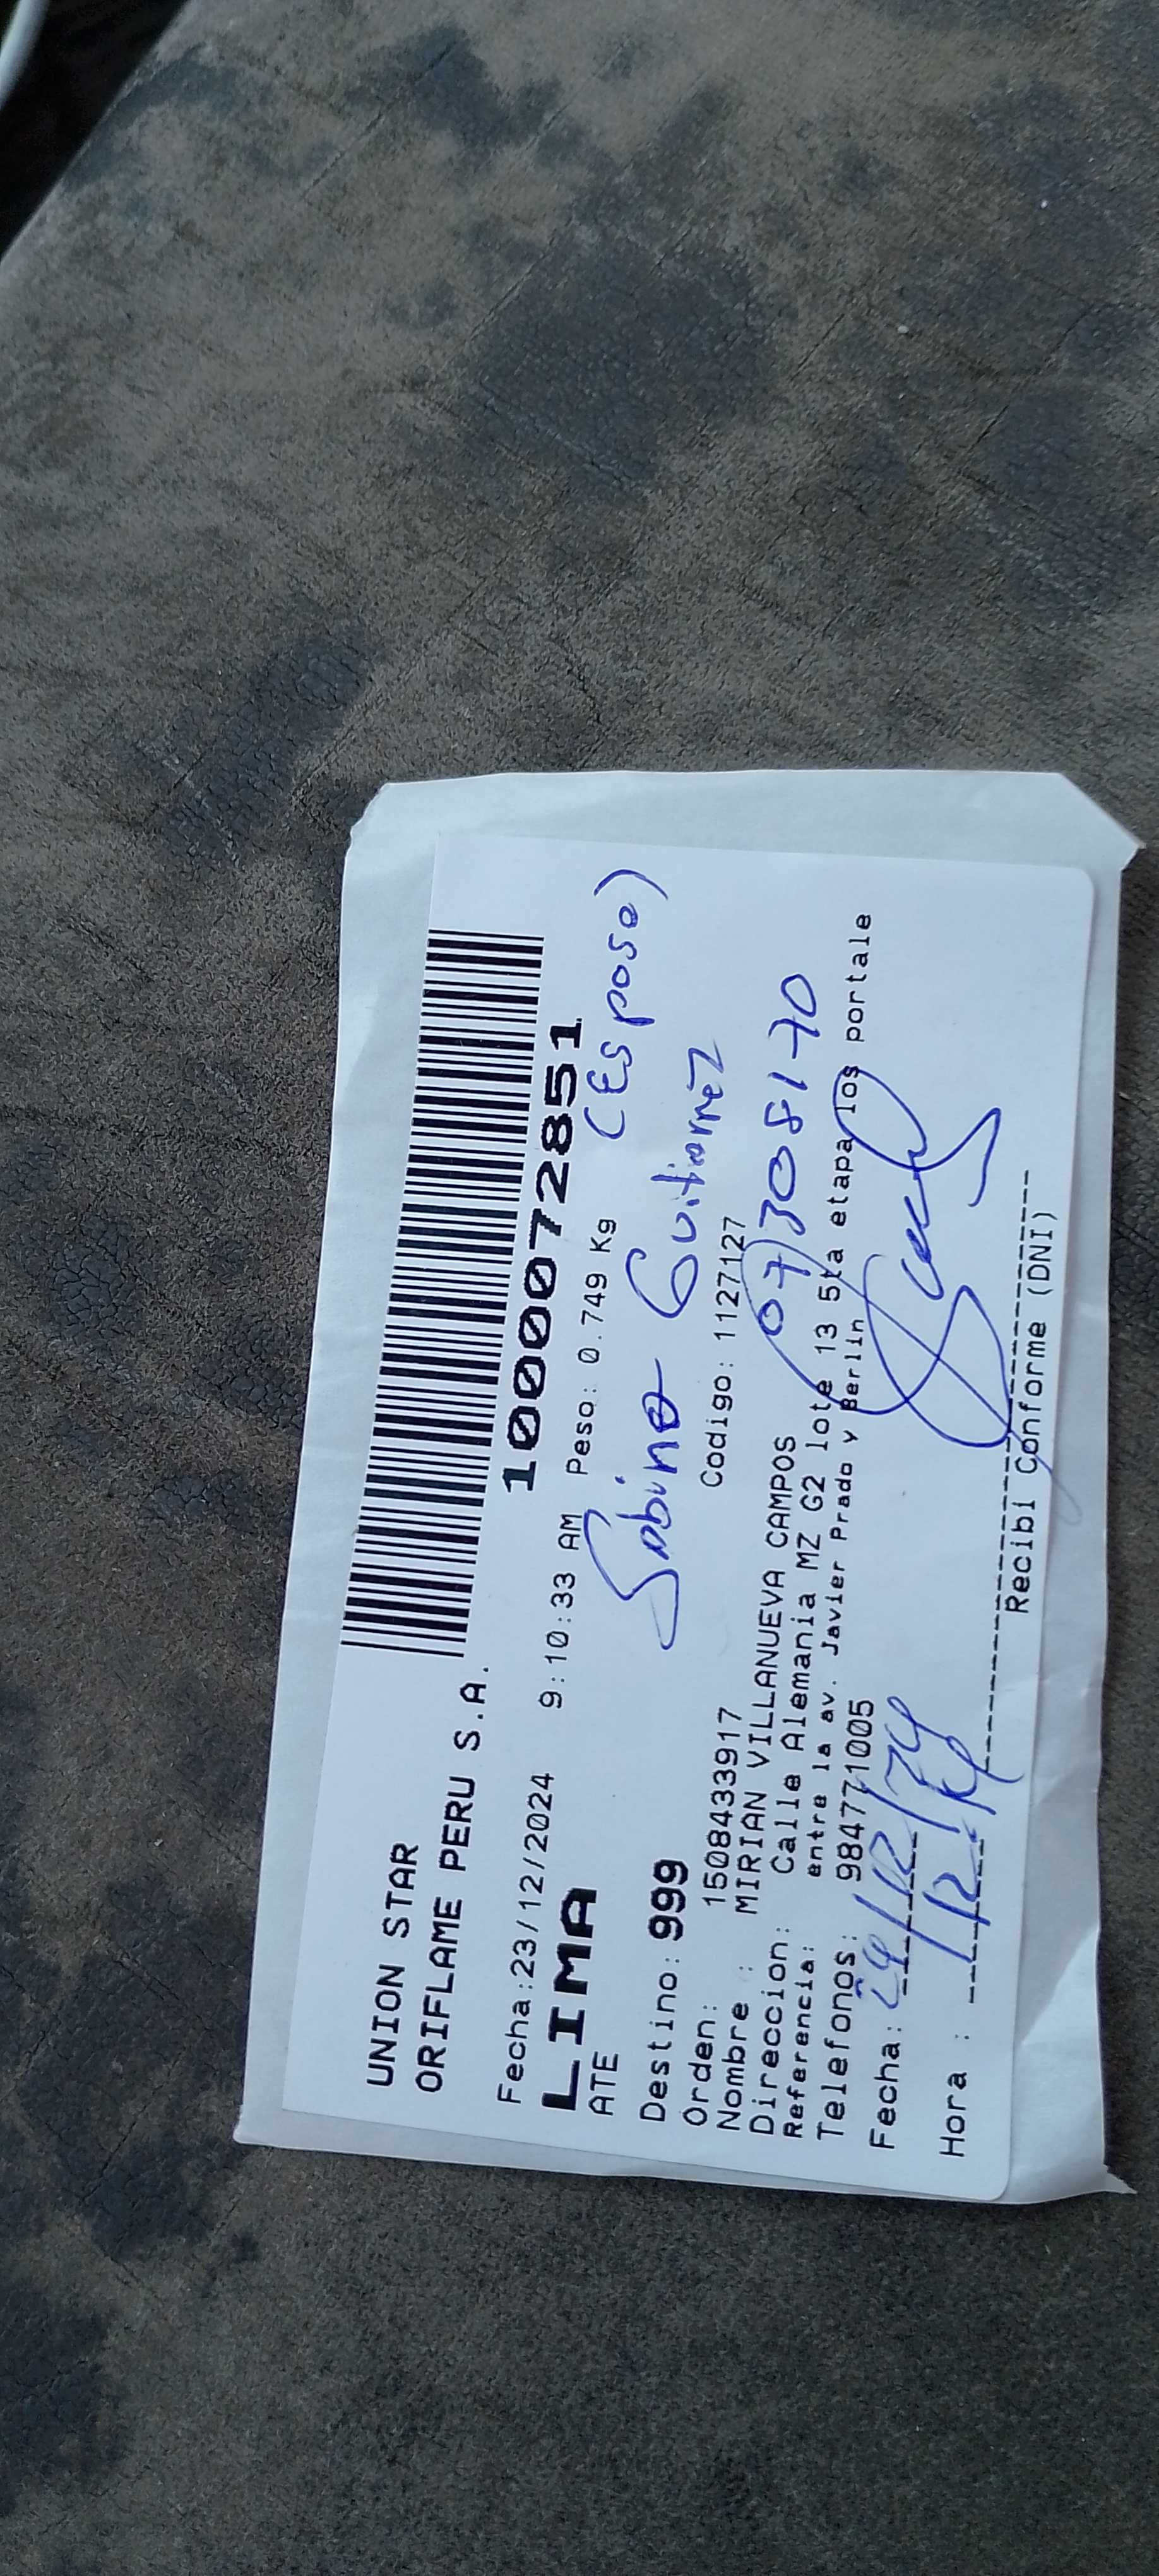 UNION STAR
ORIFLAME PERU S.A.
1000072851
Fecha:23/12/2024 9:10:33 AM Peso: 0.749 Kg
LIMA
(Esposo)
ATE
Sabino Gutierrez
Destino: 999
Orden: 1508433917 Codigo: 1127127
Nombre : MIRIAN VILLANUEVA CAMPOS
07308170
Direccion: Calle Alemania MZ G2 lote 13 5ta etapa los portale
Referencia: entre la av. Javier Prado y Berlin
Telefonos: 984771005
Fecha: 24/12/24
Hora :
Recibi Conforme (DNI)